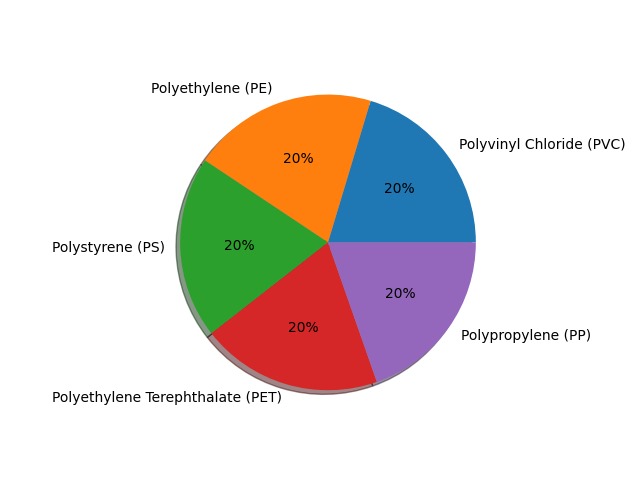 Polyethylene (PE)
Polyvinyl Chloride (PVC)
20%
20%
Polystyrene (PS)
20%
20%
20%
Polypropylene (PP)
Polyethylene Terephthalate (PET)